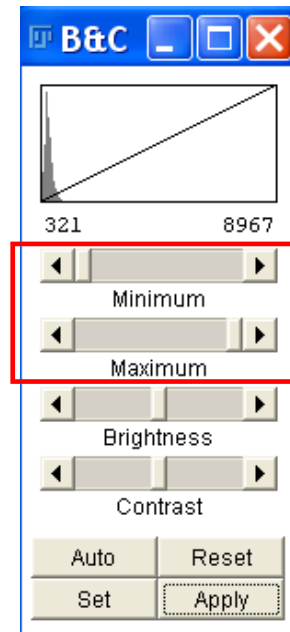 B&C
321 8967
Minimum
Maximum
Brightness
Contrast
Auto Reset
Set Apply